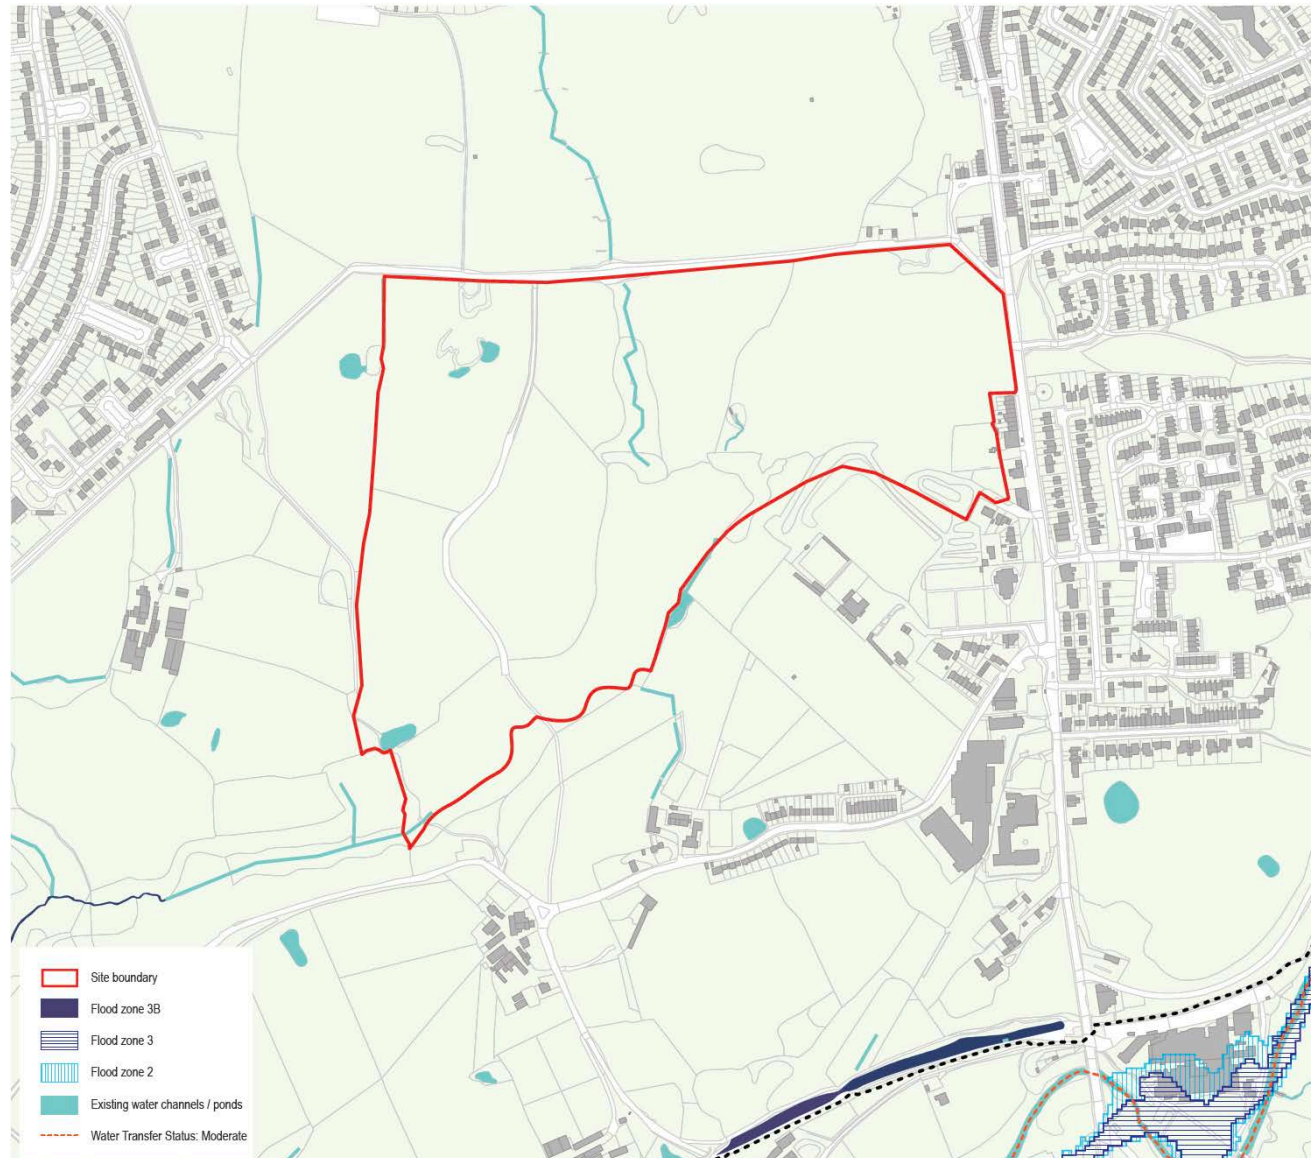 Site boundary
Flood zone 3B
Flood zone 3
Flood zone 2
Existing water channels / ponds
Water Transfer Status: Moderate